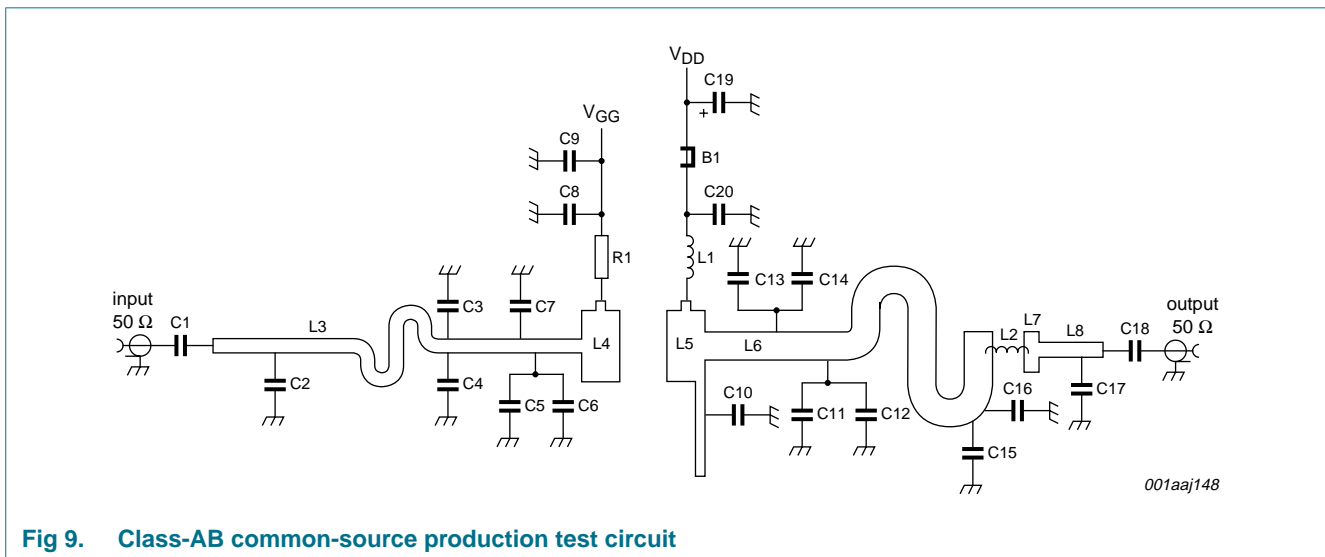 V_DD
C19
+
V_GG
C9
B1
C8
C20
R1
L1
C13
C14
input
50 Ω
C1
L3
C3
C7
L4
L5
L6
L2
L7
L8
C18
output
50 Ω
C2
C4
C5
C6
C10
C11
C12
C16
C17
C15
001aaj148
Fig 9. Class-AB common-source production test circuit